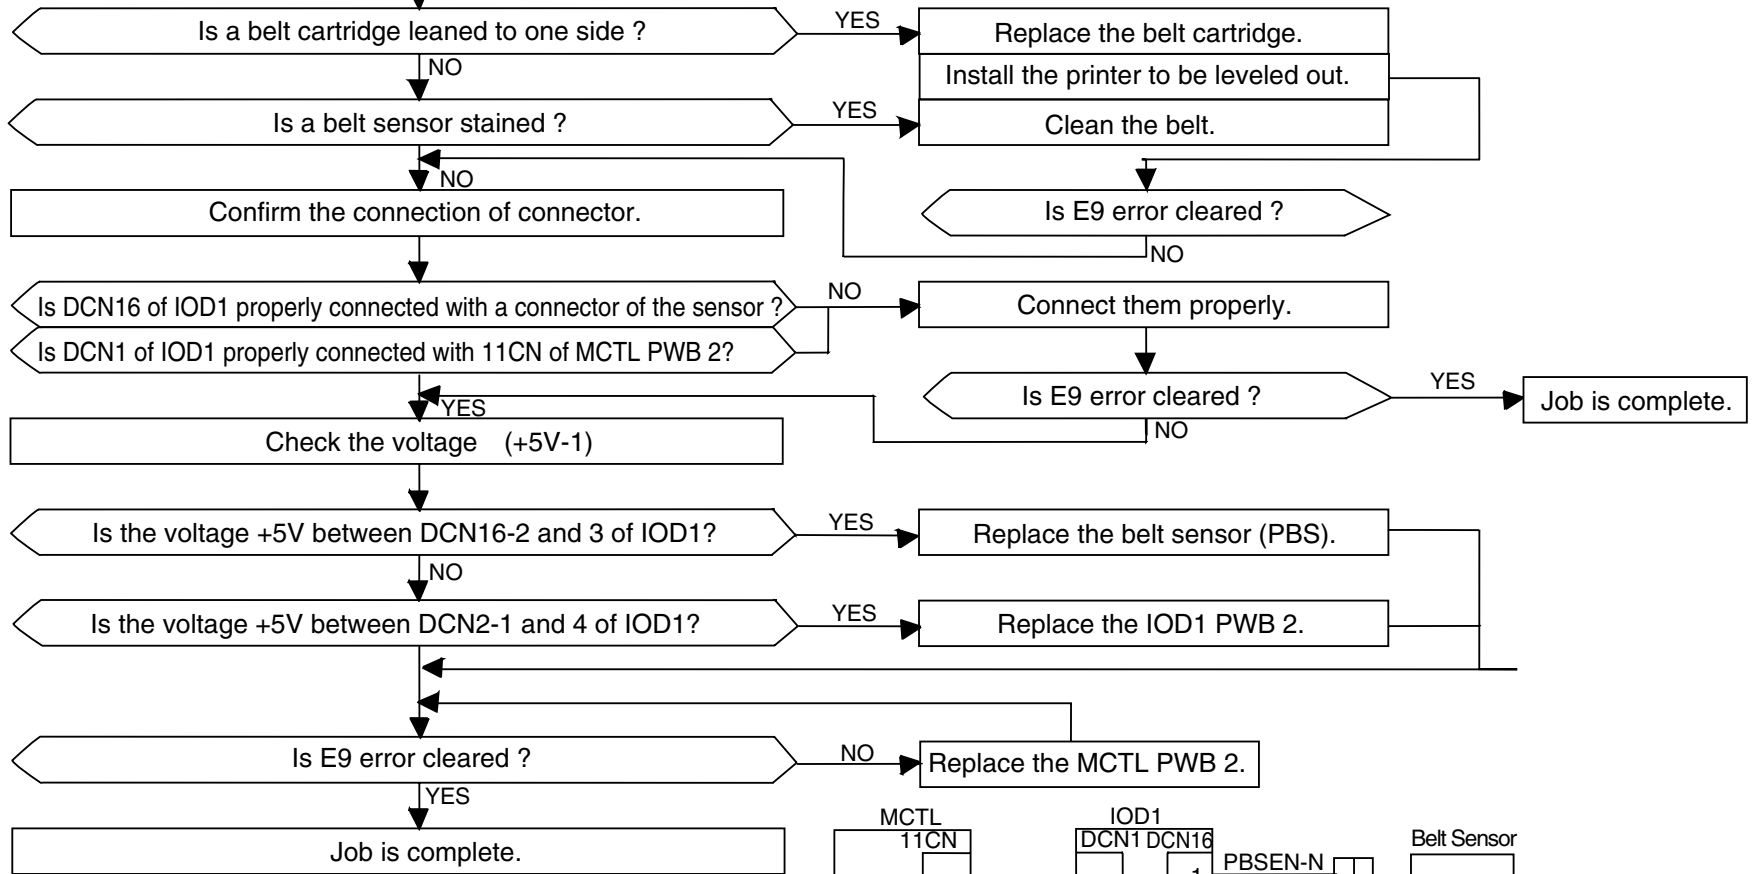 Is a belt cartridge leaned to one side ?
YES
Replace the belt cartridge.
NO
Install the printer to be leveled out.
Is a belt sensor stained ?
YES
Clean the belt.
NO
Confirm the connection of connector.
Is E9 error cleared ?
NO
Is DCN16 of IOD1 properly connected with a connector of the sensor ?
NO
Connect them properly.
Is DCN1 of IOD1 properly connected with 11CN of MCTL PWB 2?
YES
Is E9 error cleared ?
YES
Job is complete.
NO
Check the voltage (+5V-1)
Is the voltage +5V between DCN16-2 and 3 of IOD1?
YES
Replace the belt sensor (PBS).
NO
Is the voltage +5V between DCN2-1 and 4 of IOD1?
YES
Replace the IOD1 PWB 2.
Is E9 error cleared ?
NO
Replace the MCTL PWB 2.
YES
Job is complete.
MCTL
11CN
IOD1
DCN1 DCN16
1
PBSEN-N
Belt Sensor